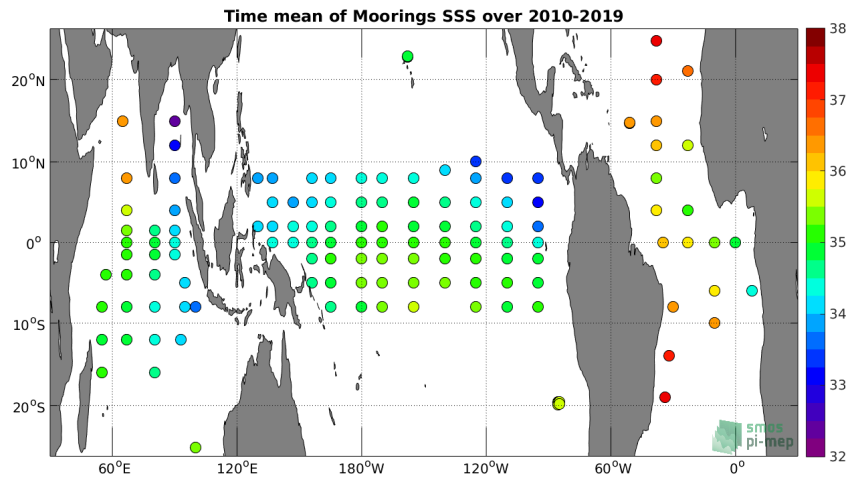 Time mean of Moorings SSS over 2010-2019
20°N
10°N
0°
10°S
20°S
60°E
120°E
180°W
120°W
60°W
0°
38
37
36
35
34
33
32
smos
pi-mep